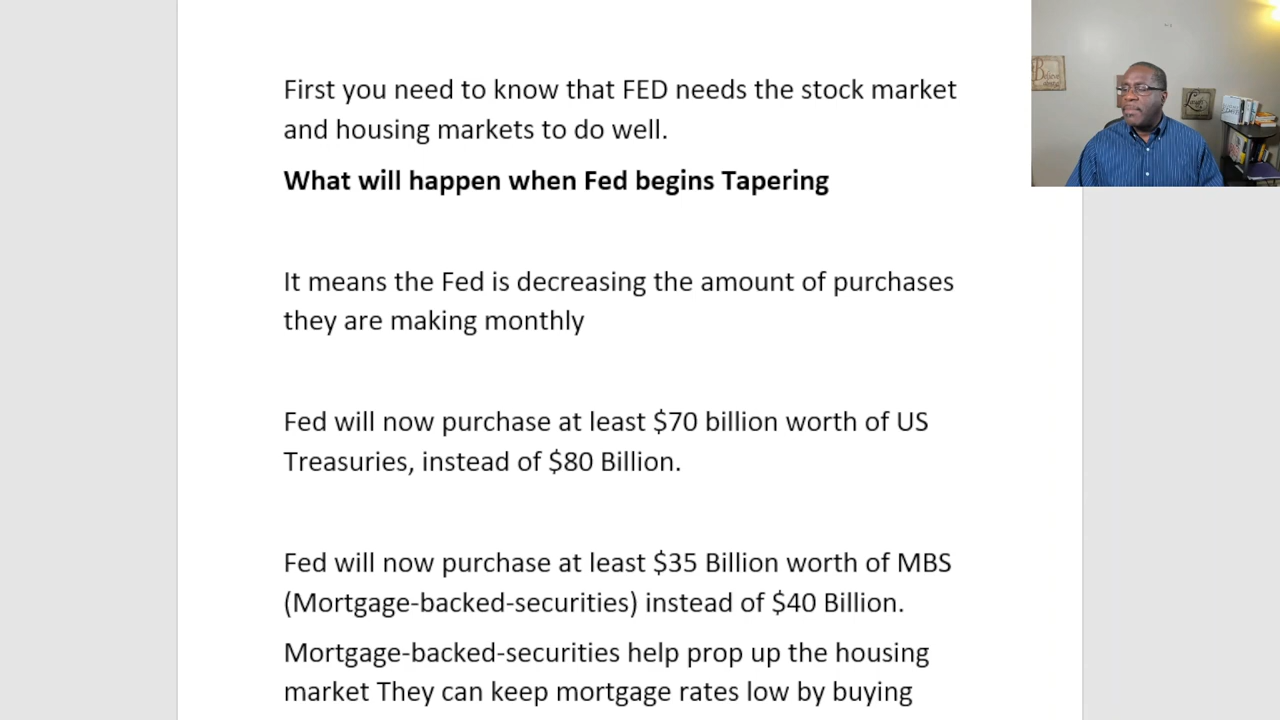 First you need to know that FED needs the stock market
and housing markets to do well.
What will happen when Fed begins Tapering
It means the Fed is decreasing the amount of purchases
they are making monthly
Fed will now purchase at least $70 billion worth of US
Treasuries, instead of $80 Billion.
Fed will now purchase at least $35 Billion worth of MBS
(Mortgage-backed-securities) instead of $40 Billion.
Mortgage-backed-securities help prop up the housing
market They can keep mortgage rates low by buying
Believe